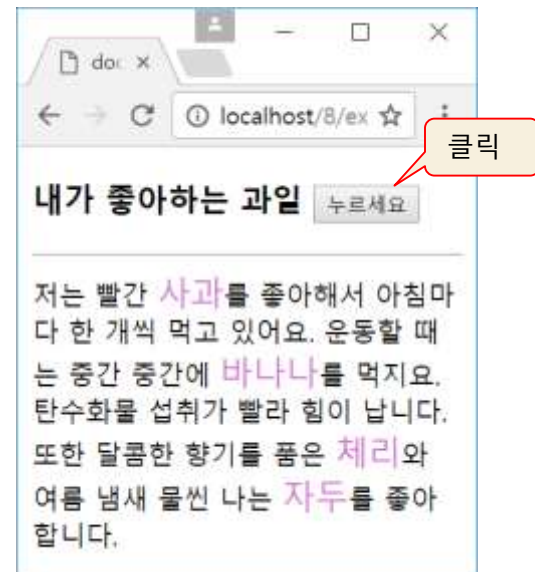 doc
localhost/8/ex
클릭
내가 좋아하는 과일 누르세요
저는 빨간 사과를 좋아해서 아침마
다 한 개씩 먹고 있어요. 운동할 때
는 중간 중간에 바나나를 먹지요.
탄수화물 섭취가 빨라 힘이 납니다.
또한 달콤한 향기를 품은 체리와
여름 냄새 물씬 나는 자두를 좋아
합니다.